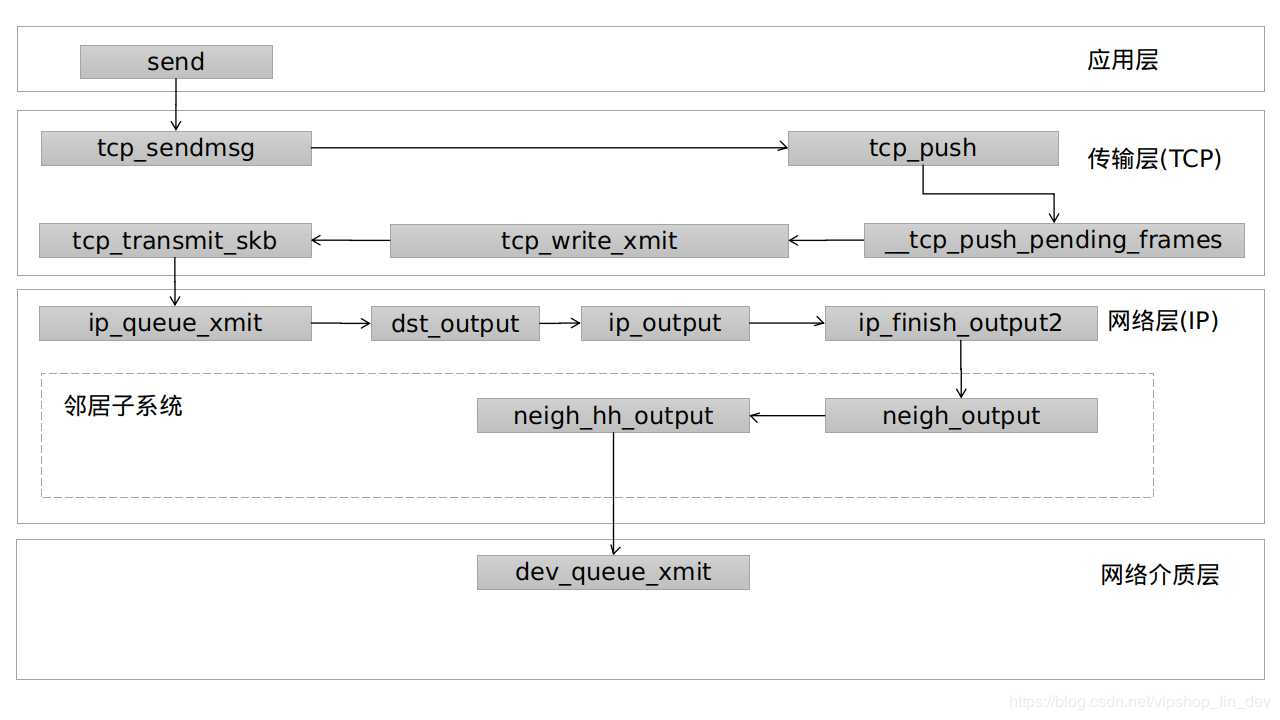 send
应用层
tcp_sendmsg
tcp_push
传输层(TCP)
tcp_transmit_skb
tcp_write_xmit
__tcp_push_pending_frames
ip_queue_xmit
dst_output
ip_output
ip_finish_output2
网络层(IP)
邻居子系统
neigh_hh_output
neigh_output
dev_queue_xmit
网络介质层
https://blog.csdn.net/vipshop_fin_dev